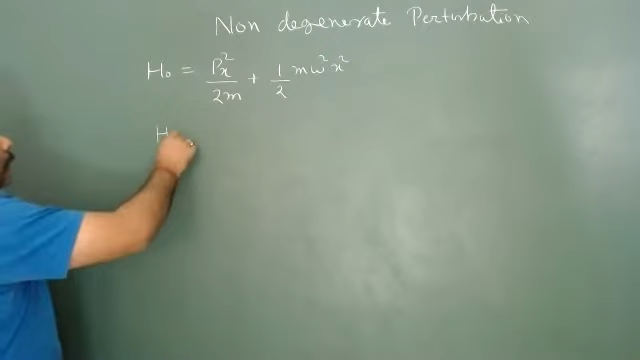 Non degenerate Perturbation
H₀ = Pₓ²/2m + 1/2 mω²x²
H